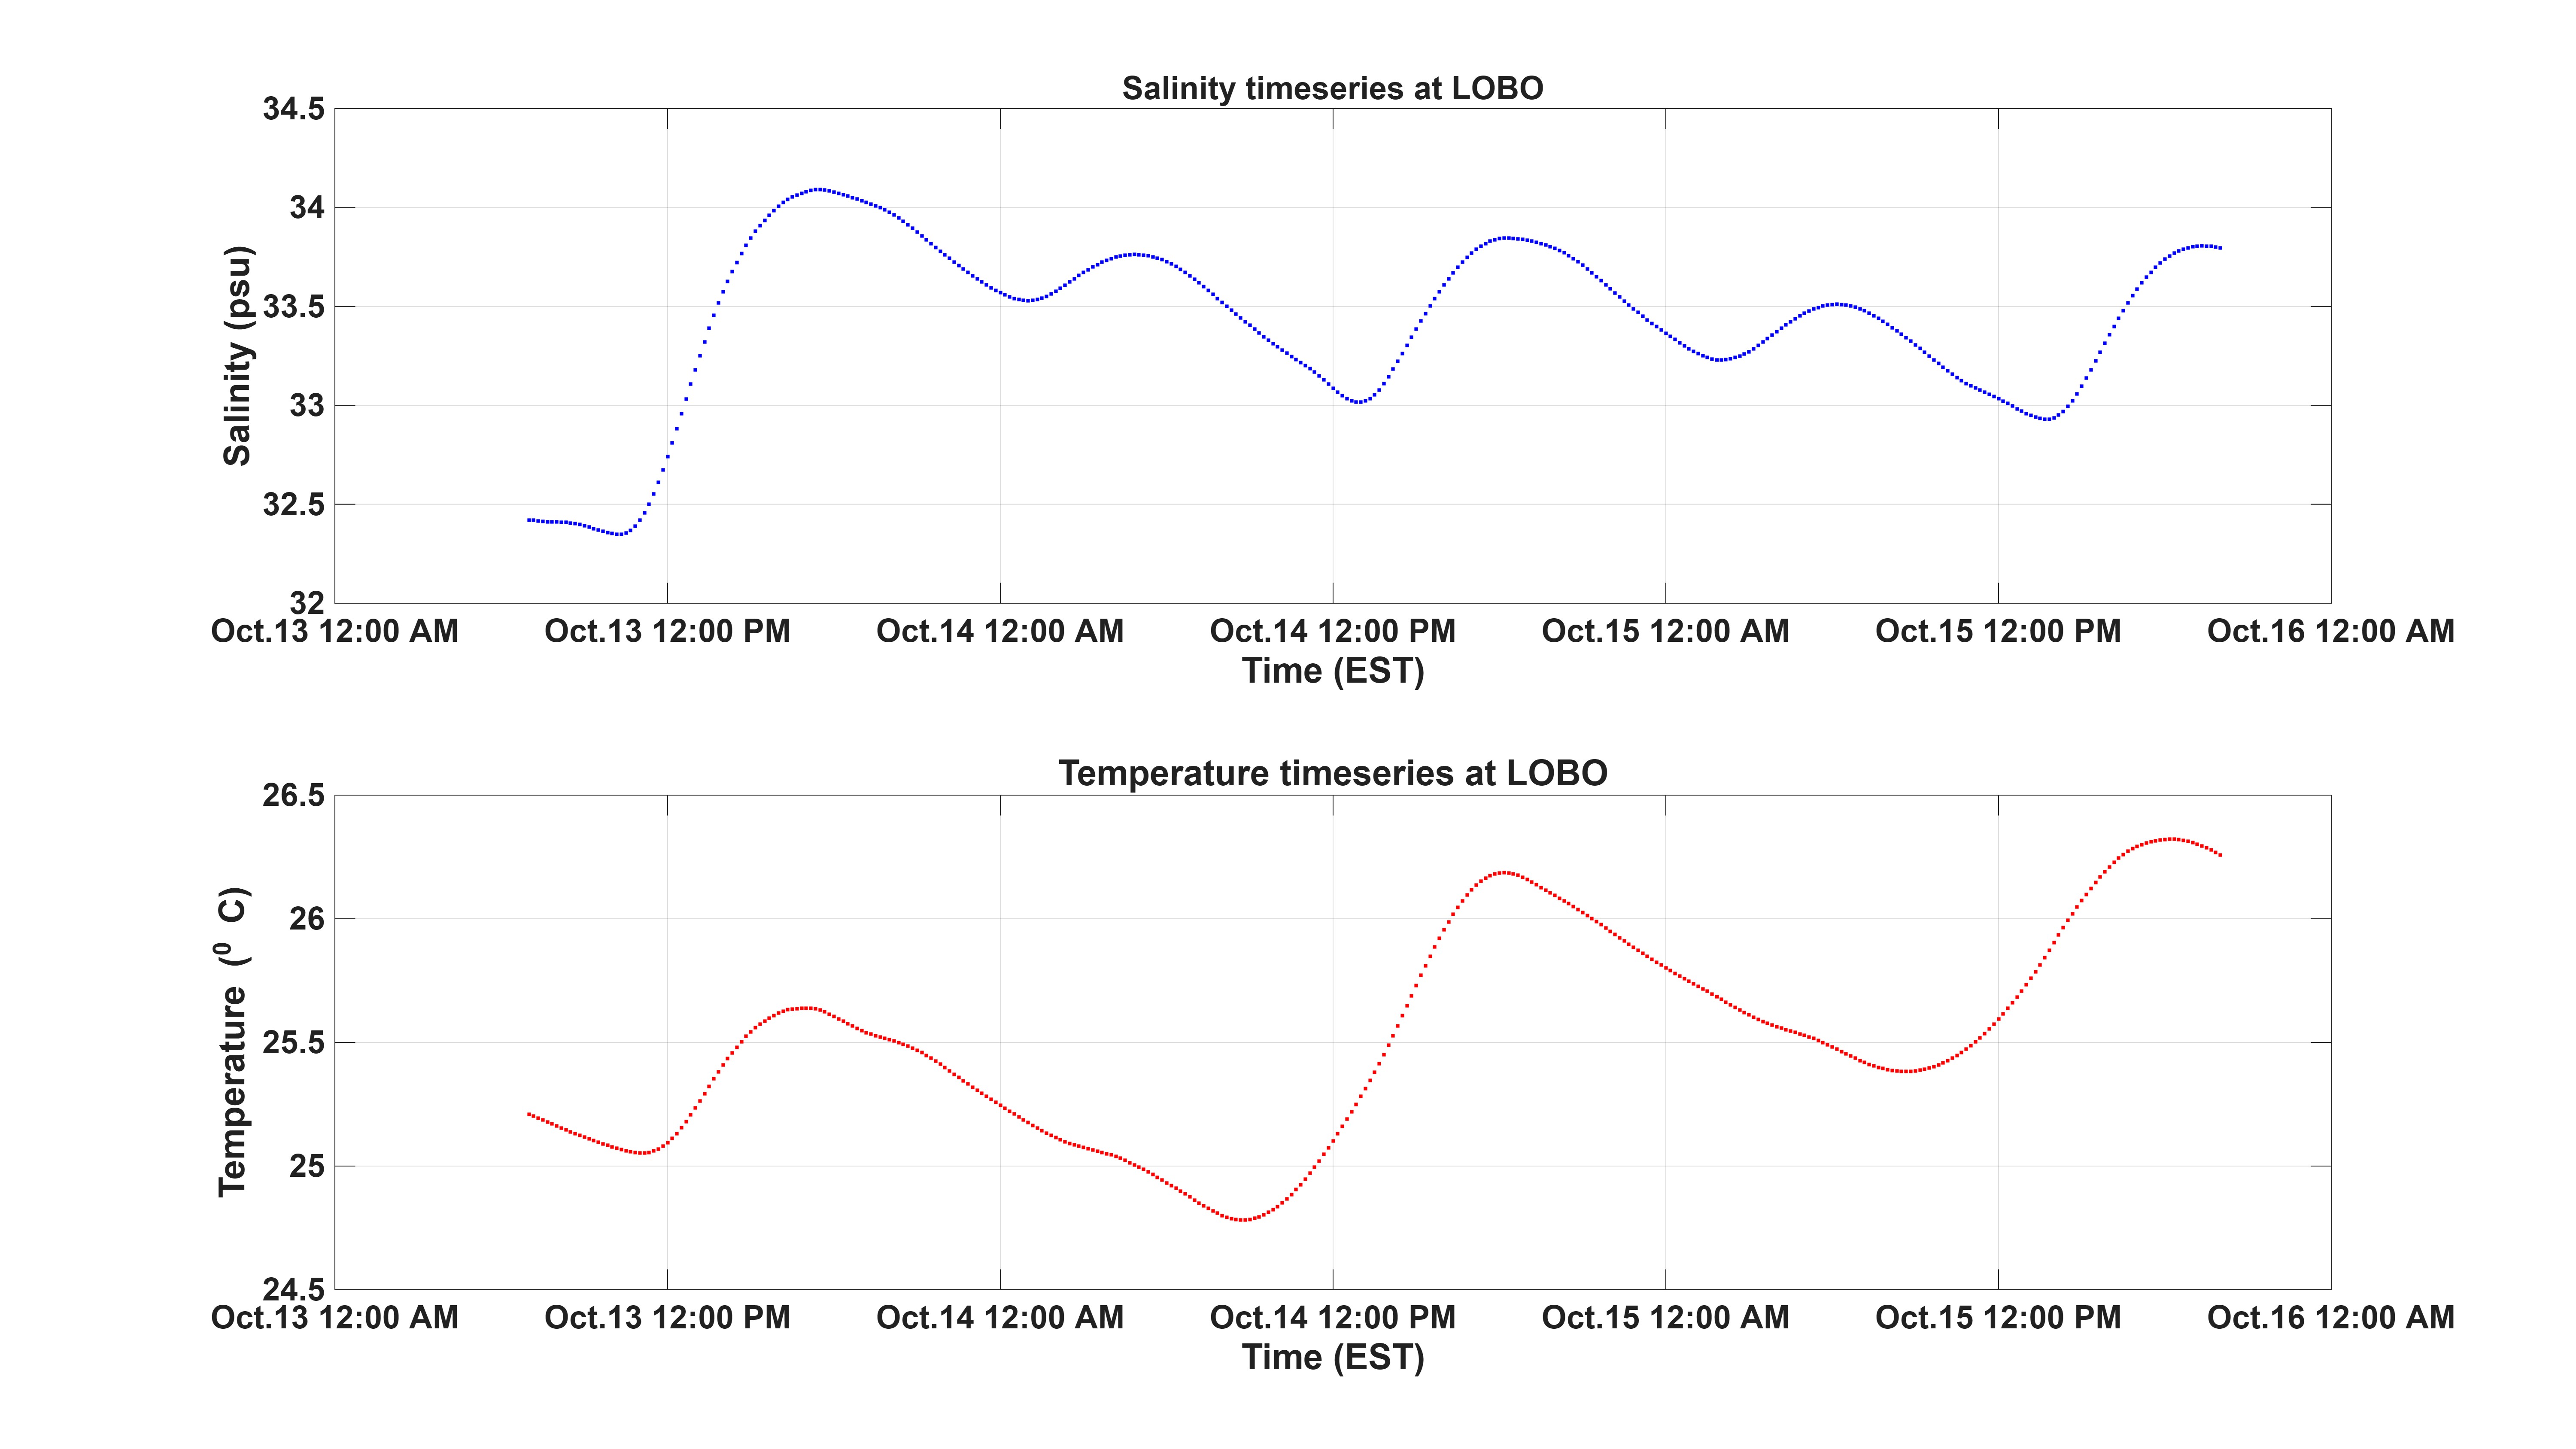 Salinity timeseries at LOBO
34.5
34
33.5
33
32.5
32
Salinity (psu)
Oct.13 12:00 AM Oct.13 12:00 PM Oct.14 12:00 AM Oct.14 12:00 PM Oct.15 12:00 AM Oct.15 12:00 PM Oct.16 12:00 AM
Time (EST)
Temperature timeseries at LOBO
26.5
26
25.5
25
24.5
Temperature (⁰ C)
Oct.13 12:00 AM Oct.13 12:00 PM Oct.14 12:00 AM Oct.14 12:00 PM Oct.15 12:00 AM Oct.15 12:00 PM Oct.16 12:00 AM
Time (EST)